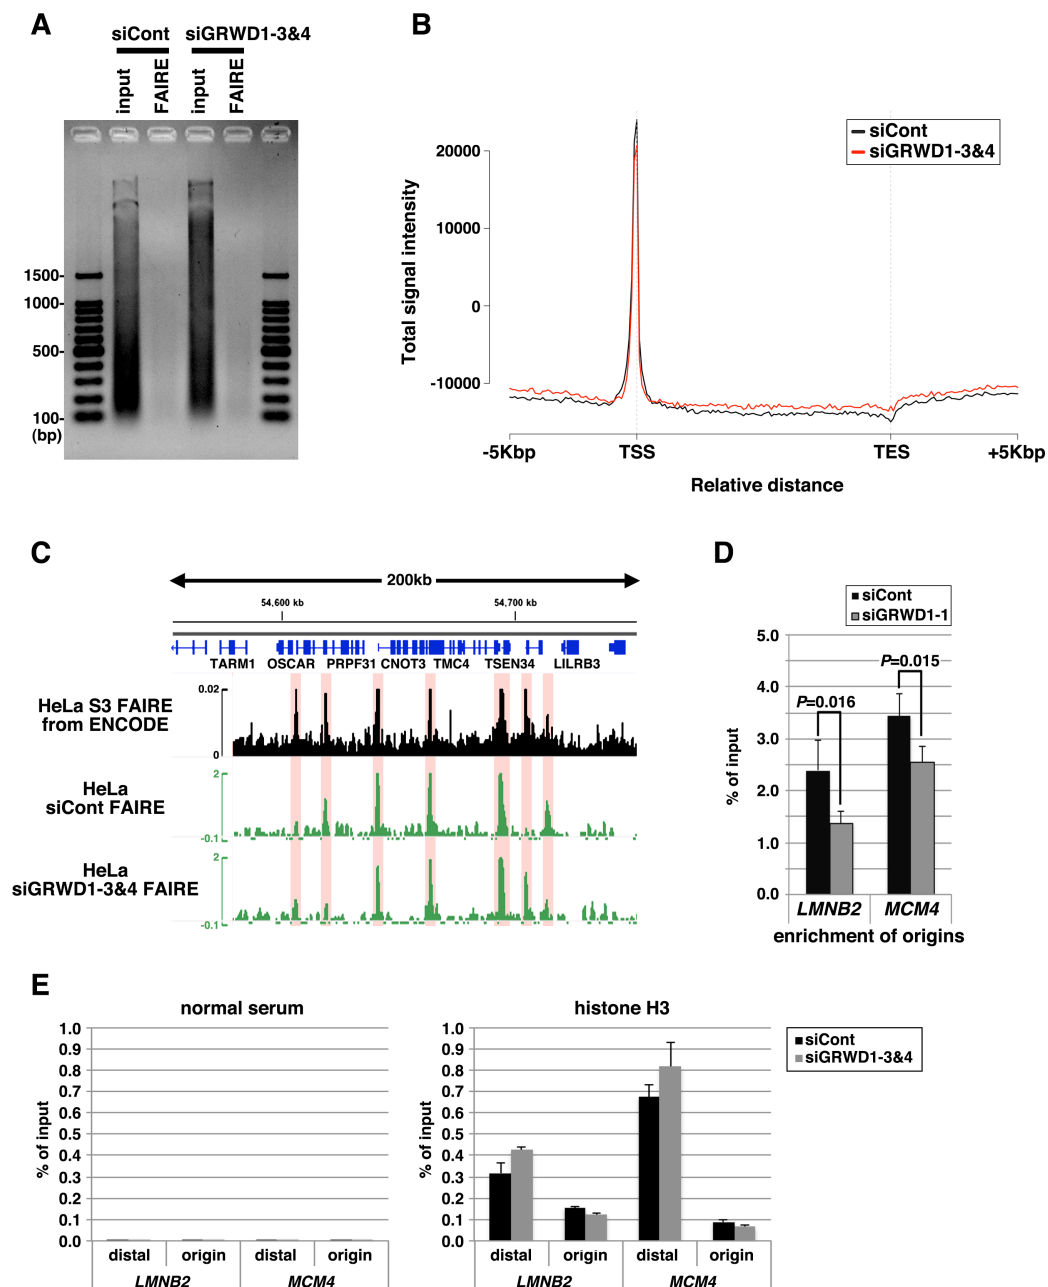 A
siCont
siGRWD1-3&4
input
FAIRE
input
FAIRE
1500-
1000-
500-
100-
(bp)
B
siCont
siGRWD1-3&4
Total signal intensity
20000
10000
0
-10000
-5Kbp
TSS
TES
+5Kbp
Relative distance
C
200kb
54,600 kb
54,700 kb
TARM1
OSCAR
PRPF31
CNOT3
TMC4
TSEN34
LILRB3
HeLa S3 FAIRE
from ENCODE
0.02
0
HeLa
siCont FAIRE
2
-0.1
HeLa
siGRWD1-3&4 FAIRE
2
-0.1
D
siCont
siGRWD1-1
% of input
5.0
4.0
3.0
2.0
1.0
0.0
P=0.016
P=0.015
LMNB2
MCM4
enrichment of origins
E
normal serum
% of input
1.0
0.9
0.8
0.7
0.6
0.5
0.4
0.3
0.2
0.1
0.0
distal
origin
distal
origin
LMNB2
MCM4
histone H3
% of input
1.0
0.9
0.8
0.7
0.6
0.5
0.4
0.3
0.2
0.1
0.0
distal
origin
distal
origin
LMNB2
MCM4
siCont
siGRWD1-3&4